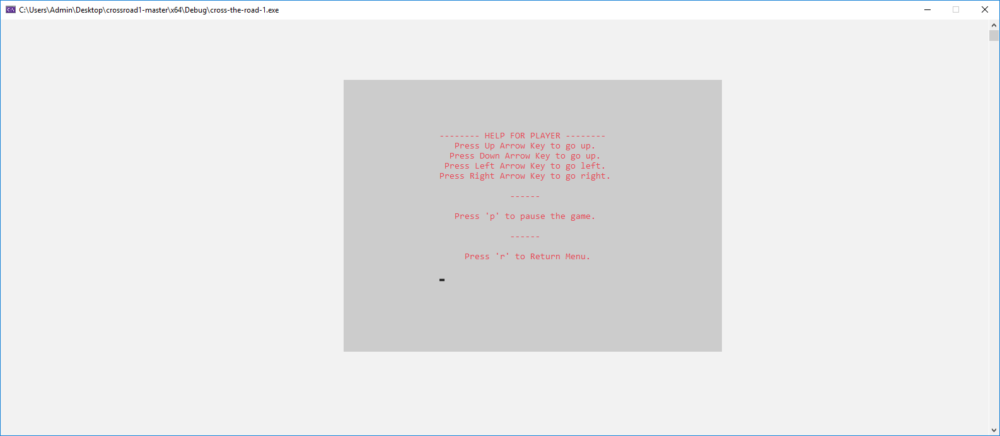 C:\Users\Admin\Desktop\crossroad1-master\x64\Debug\cross-the-road-1.exe
-------- HELP FOR PLAYER --------
Press Up Arrow Key to go up.
Press Down Arrow Key to go up.
Press Left Arrow Key to go left.
Press Right Arrow Key to go right.
------
Press 'p' to pause the game.
------
Press 'r' to Return Menu.